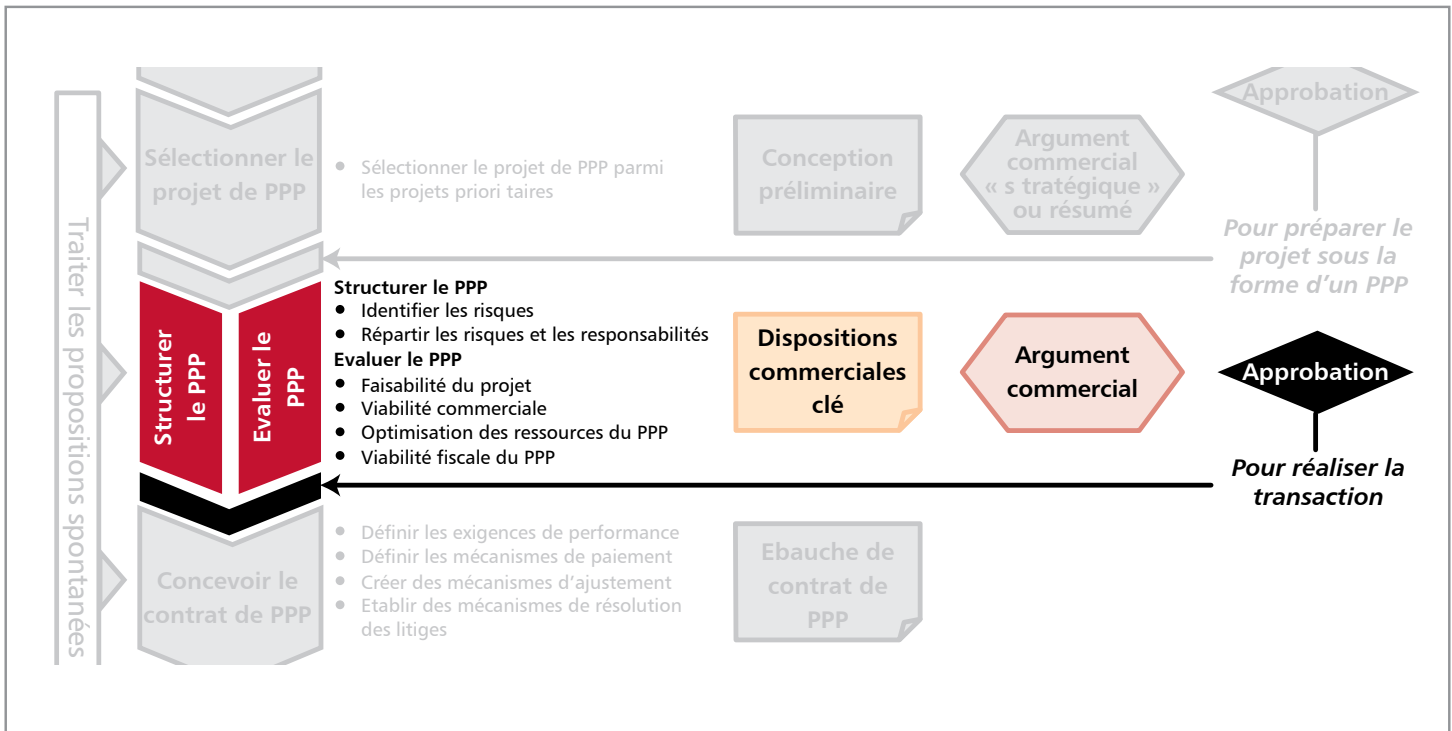 Traiter les propositions spontanées
Approbation
Sélectionner le
projet de PPP
• Sélectionner le projet de PPP parmi
les projets priori taires
Conception
préliminaire
Argument
commercial
« s tratégique »
ou résumé
Pour préparer le
projet sous la
forme d'un PPP
Structurer
le PPP
Evaluer le
PPP
Structurer le PPP
• Identifier les risques
• Répartir les risques et les responsabilités
Evaluer le PPP
• Faisabilité du projet
• Viabilité commerciale
• Optimisation des ressources du PPP
• Viabilité fiscale du PPP
Dispositions
commerciales
clé
Argument
commercial
Approbation
Pour réaliser la
transaction
Concevoir le
contrat de PPP
• Définir les exigences de performance
• Définir les mécanismes de paiement
• Créer des mécanismes d'ajustement
• Etablir des mécanismes de résolution
des litiges
Ebauche de
contrat de
PPP